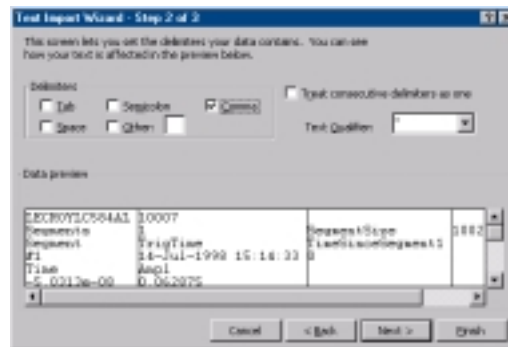 Text Import Wizard - Step 2 of 3
This screen lets you set the delimiters your data contains. You can see
how your text is affected in the preview below.
Delimiters
Tab Semicolon Comma
Space Other:
Treat consecutive delimiters as one
Text Qualifier: "
Data preview
LECROYLC584AL 10007
Segments 1 SegmentSize 1002
Segment TrigTime TimeSinceSegment1
#1 14-Jul-1998 15:14:33 0
Time Ampl
-5.0313e-08 0.062875
Cancel < Back Next > Finish